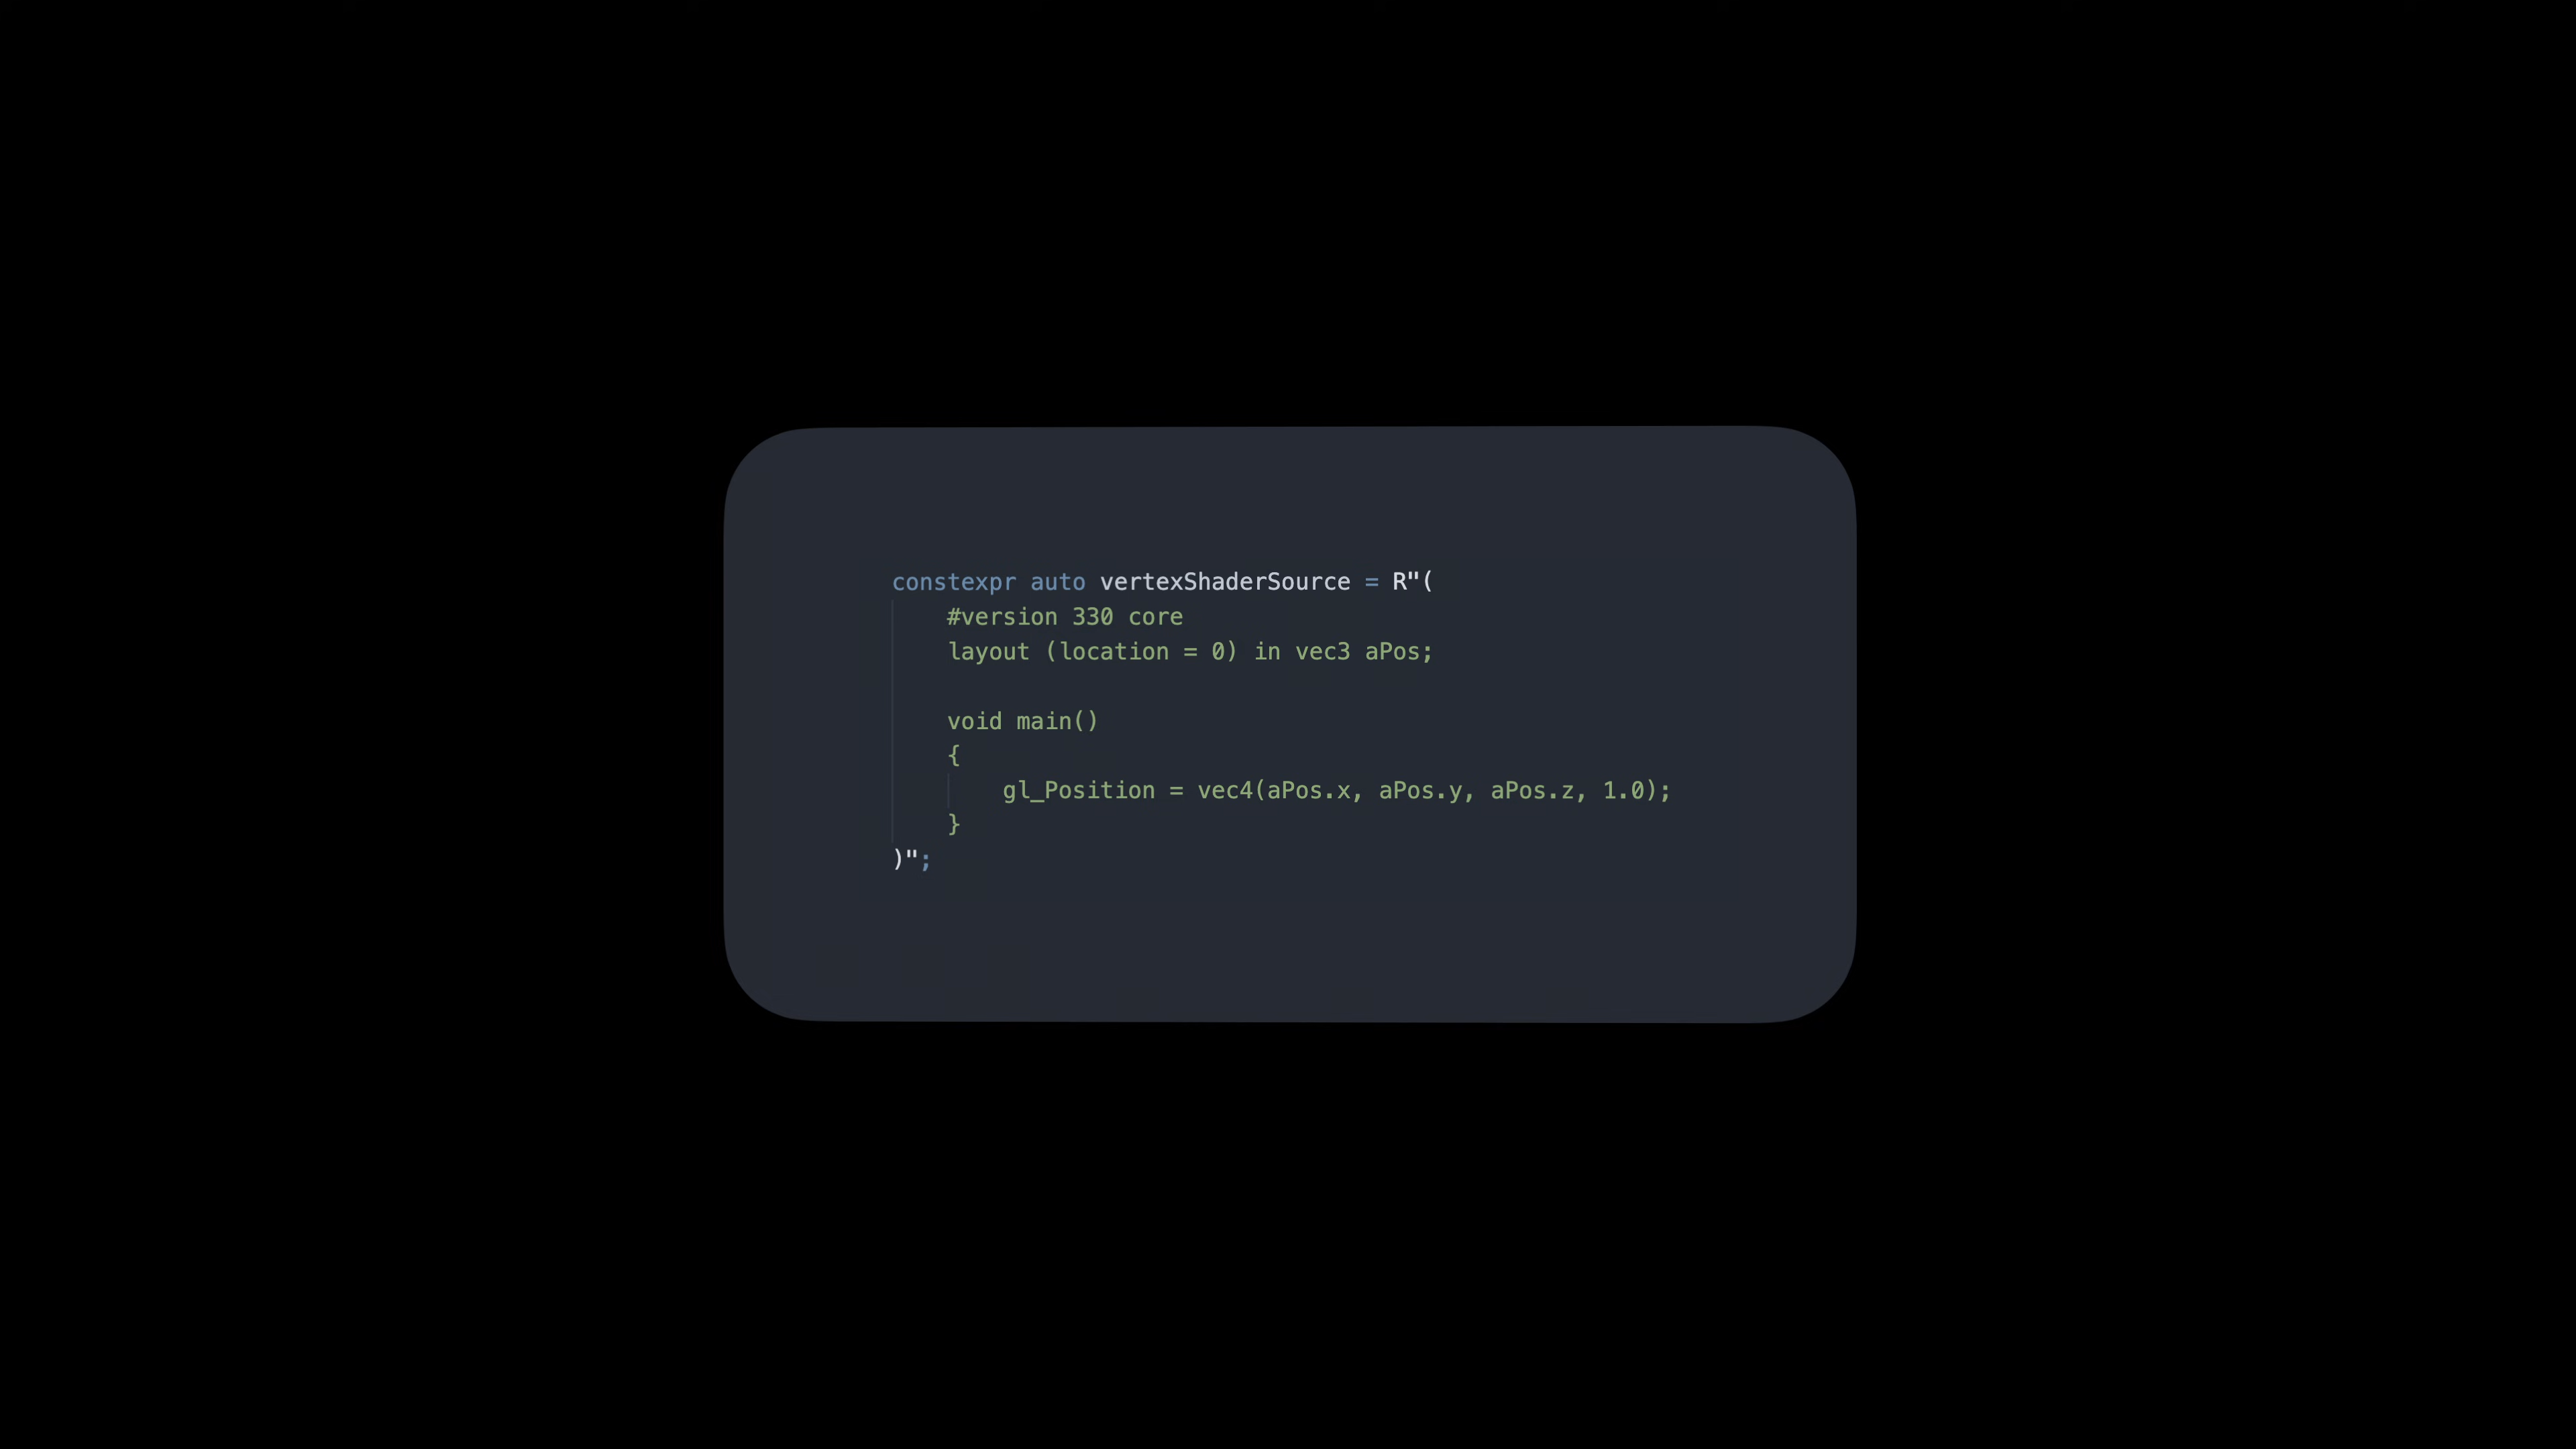 constexpr auto vertexShaderSource = R"(
    #version 330 core
    layout (location = 0) in vec3 aPos;

    void main()
    {
        gl_Position = vec4(aPos.x, aPos.y, aPos.z, 1.0);
    }
)";